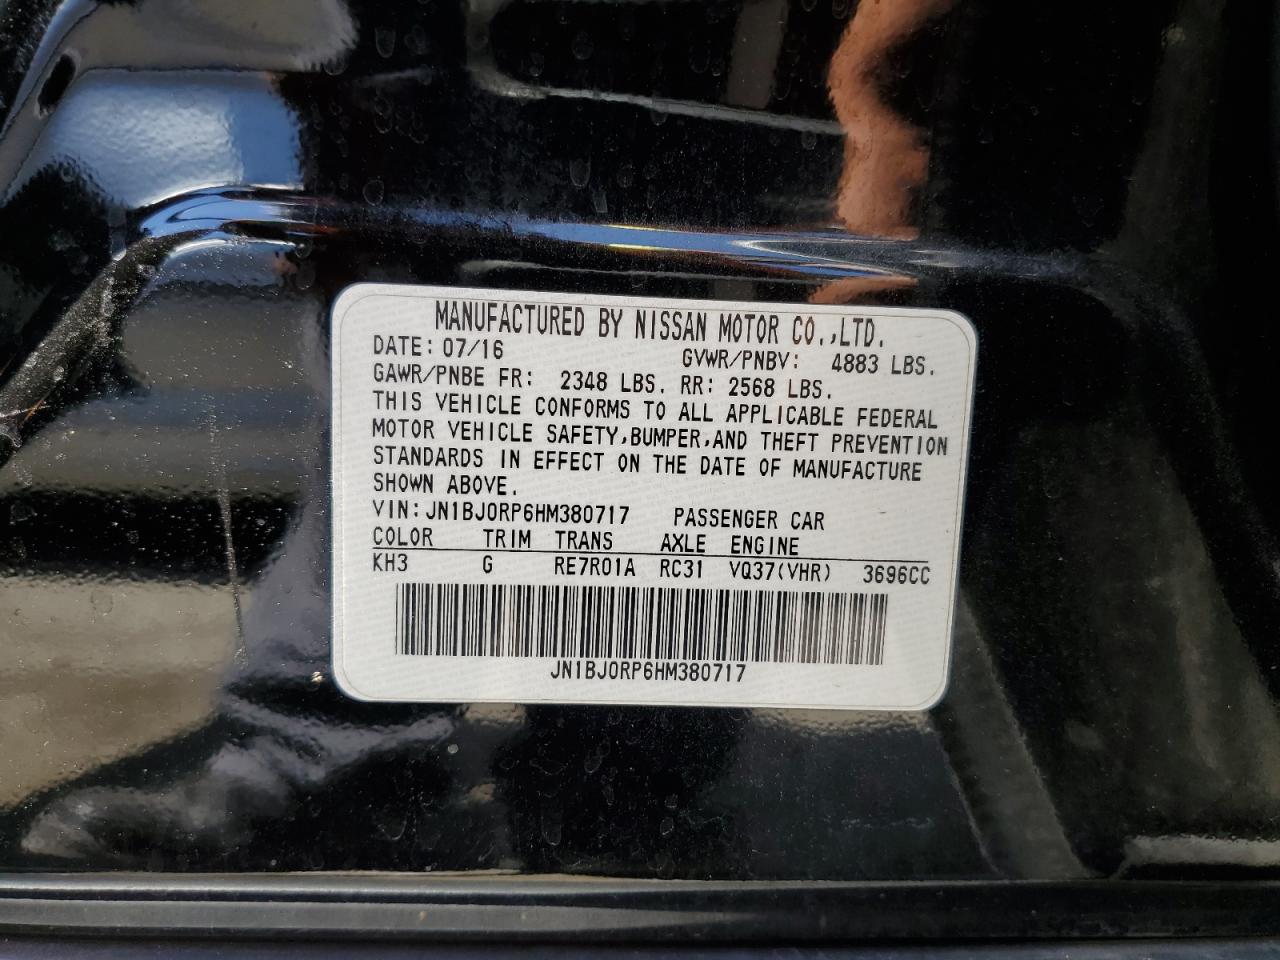 MANUFACTURED BY NISSAN MOTOR CO.,LTD.
DATE: 07/16 GVWR/PNBV: 4883 LBS.
GAWR/PNBE FR: 2348 LBS. RR: 2568 LBS.
THIS VEHICLE CONFORMS TO ALL APPLICABLE FEDERAL
MOTOR VEHICLE SAFETY,BUMPER,AND THEFT PREVENTION
STANDARDS IN EFFECT ON THE DATE OF MANUFACTURE
SHOWN ABOVE.
VIN:JN1BJ0RP6HM380717 PASSENGER CAR
COLOR TRIM TRANS AXLE ENGINE
KH3 G RE7R01A RC31 VQ37(VHR) 3696CC
JN1BJ0RP6HM380717